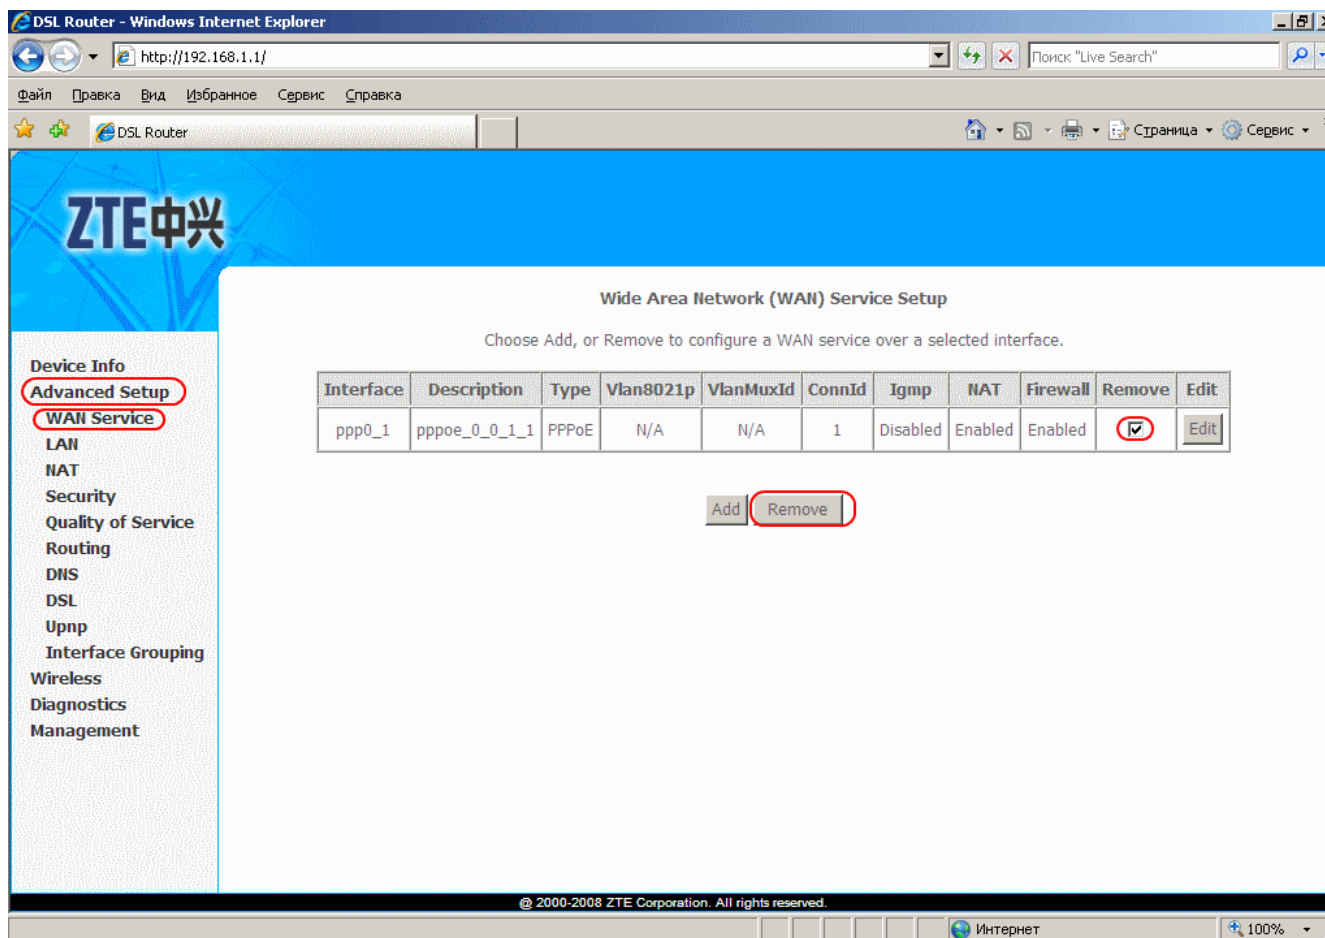 DSL Router - Windows Internet Explorer
http://192.168.1.1/
Поиск "Live Search"
Файл Правка Вид Избранное Сервис Справка
DSL Router
Страница
Сервис
ZTE中兴
Device Info
Advanced Setup
WAN Service
LAN
NAT
Security
Quality of Service
Routing
DNS
DSL
Upnp
Interface Grouping
Wireless
Diagnostics
Management
Wide Area Network (WAN) Service Setup
Choose Add, or Remove to configure a WAN service over a selected interface.
Interface Description Type Vlan8021p VlanMuxId ConnId Igmp NAT Firewall Remove Edit
ppp0_1 pppoe_0_0_1_1 PPPoE N/A N/A 1 Disabled Enabled Enabled Edit
Add Remove
@ 2000-2008 ZTE Corporation. All rights reserved.
Интернет 100%